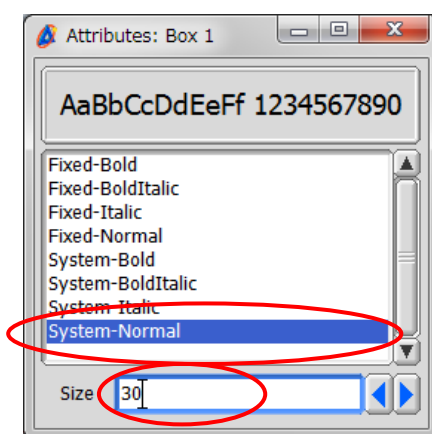 Attributes: Box 1
AaBbCcDdEeFf 1234567890
Fixed-Bold
Fixed-BoldItalic
Fixed-Italic
Fixed-Normal
System-Bold
System-BoldItalic
System-Italic
System-Normal
Size 30